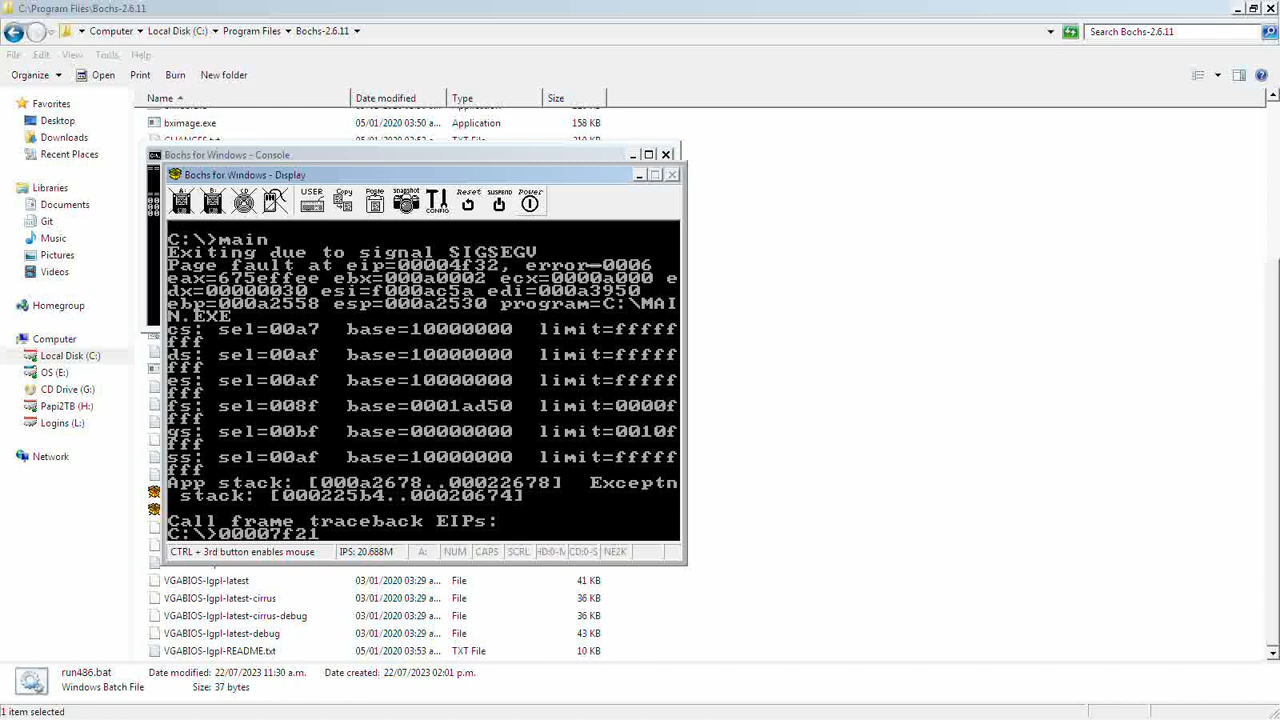 C:\Program Files\Bochs-2.6.11
Computer Local Disk (C:) Program Files Bochs-2.6.11
Search Bochs-2.6.11
File Edit View Tools Help
Organize Open Print Burn New folder
Favorites
Desktop
Downloads
Recent Places
Libraries
Documents
Git
Music
Pictures
Videos
Homegroup
Computer
Local Disk (C:)
OS (E:)
CD Drive (G:)
Papi2TB (H:)
Logins (L:)
Network
Name Date modified Type Size
bximage.exe 05/01/2020 03:50 a... Application 158 KB
Bochs for Windows - Console
Bochs for Windows - Display
USER Copy Paste snapshot CONFIG Reset SUSPEND Power
C:\>main
Exiting due to signal SIGSEGV
Page fault at eip=00004f32, error=0006
eax=675effee ebx=000a0002 ecx=0000a000 e
dx=00000030 esi=f000ac5a edi=000a3950
ebp=000a2558 esp=000a2530 program=C:\MAI
N.EXE
cs: sel=00a7 base=10000000 limit=fffff
fff
ds: sel=00af base=10000000 limit=fffff
fff
es: sel=00af base=10000000 limit=fffff
fff
fs: sel=008f base=0001ad50 limit=0000f
fff
gs: sel=00bf base=00000000 limit=0010f
fff
ss: sel=00af base=10000000 limit=fffff
fff
App stack: [000a2678..00022678] Exceptn
stack: [000225b4..00020674]
Call frame traceback EIPs:
C:\>00007f21
CTRL + 3rd button enables mouse IPS: 20.688M A: NUM CAPS SCRL HD:0-M CD:0-S NE2K
VGABIOS-lgpl-latest 03/01/2020 03:29 a... File 41 KB
VGABIOS-lgpl-latest-cirrus 03/01/2020 03:29 a... File 36 KB
VGABIOS-lgpl-latest-cirrus-debug 03/01/2020 03:29 a... File 36 KB
VGABIOS-lgpl-latest-debug 03/01/2020 03:29 a... File 43 KB
VGABIOS-lgpl-README.txt 05/01/2020 03:53 a... TXT File 10 KB
run486.bat Date modified: 22/07/2023 11:30 a.m. Date created: 22/07/2023 02:01 p.m.
Windows Batch File Size: 37 bytes
1 item selected